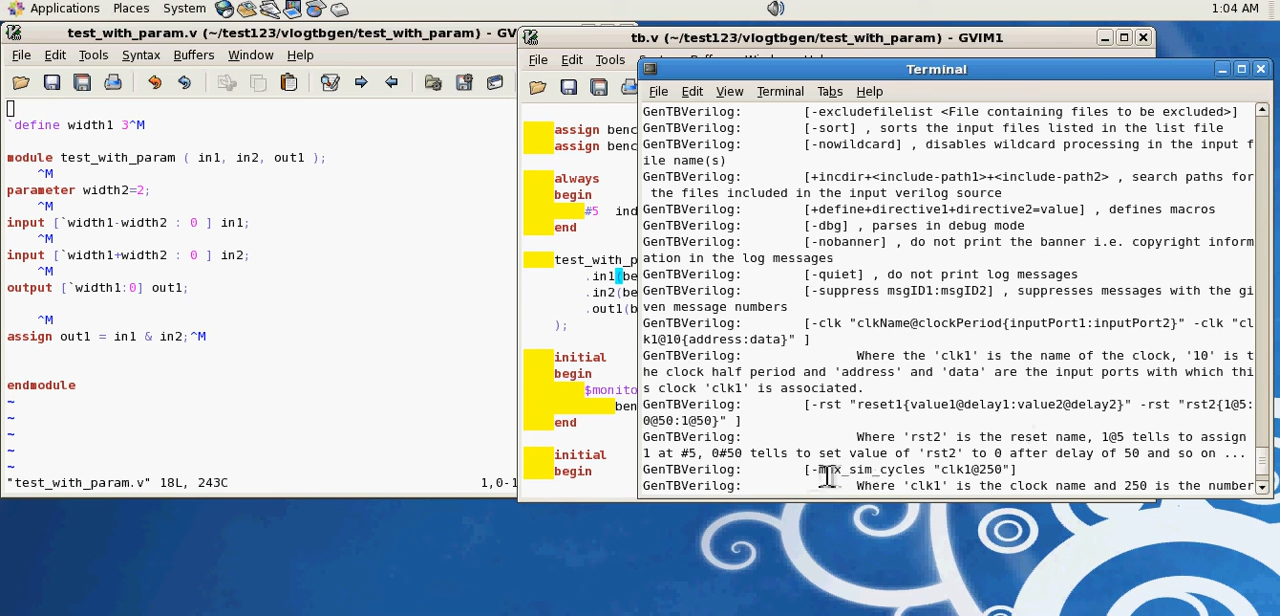 Applications Places System 1:04 AM
test_with_param.v (~/test123/vlogtbgen/test_with_param) - GV
File Edit Tools Syntax Buffers Window Help
`define width1 3^M
module test_with_param ( in1, in2, out1 );
^M
parameter width2=2;
^M
input [`width1-width2 : 0 ] in1;
^M
input [`width1+width2 : 0 ] in2;
^M
output [`width1:0] out1;
^M
assign out1 = in1 & in2;^M
endmodule
~
~
~
~
~
"test_with_param.v" 18L, 243C 1,0-1
tb.v (~/test123/vlogtbgen/test_with_param) - GVIM1
File Edit Tools
assign benc
assign benc
always
begin
#5 ind
end
test_with_p
.in1(be
.in2(be
.out1(b
);
initial
begin
$monito
ben
end
initial
begin
Terminal
File Edit View Terminal Tabs Help
GenTBVerilog: [-excludefilelist <File containing files to be excluded>]
GenTBVerilog: [-sort] , sorts the input files listed in the list file
GenTBVerilog: [-nowildcard] , disables wildcard processing in the input f
ile name(s)
GenTBVerilog: [+incdir+<include-path1>+<include-path2> , search paths for
the files included in the input verilog source
GenTBVerilog: [+define+directive1+directive2=value] , defines macros
GenTBVerilog: [-dbg] , parses in debug mode
GenTBVerilog: [-nobanner] , do not print the banner i.e. copyright inform
ation in the log messages
GenTBVerilog: [-quiet] , do not print log messages
GenTBVerilog: [-suppress msgID1:msgID2] , suppresses messages with the gi
ven message numbers
GenTBVerilog: [-clk "clkName@clockPeriod{inputPort1:inputPort2}" -clk "cl
k1@10{address:data}" ]
GenTBVerilog: Where the 'clk1' is the name of the clock, '10' is t
he clock half period and 'address' and 'data' are the input ports with which thi
s clock 'clk1' is associated.
GenTBVerilog: [-rst "reset1{value1@delay1:value2@delay2}" -rst "rst2{1@5:
0@50:1@50}" ]
GenTBVerilog: Where 'rst2' is the reset name, 1@5 tells to assign
1 at #5, 0#50 tells to set value of 'rst2' to 0 after delay of 50 and so on ...
GenTBVerilog: [-max_sim_cycles "clk1@250"]
GenTBVerilog: Where 'clk1' is the clock name and 250 is the number